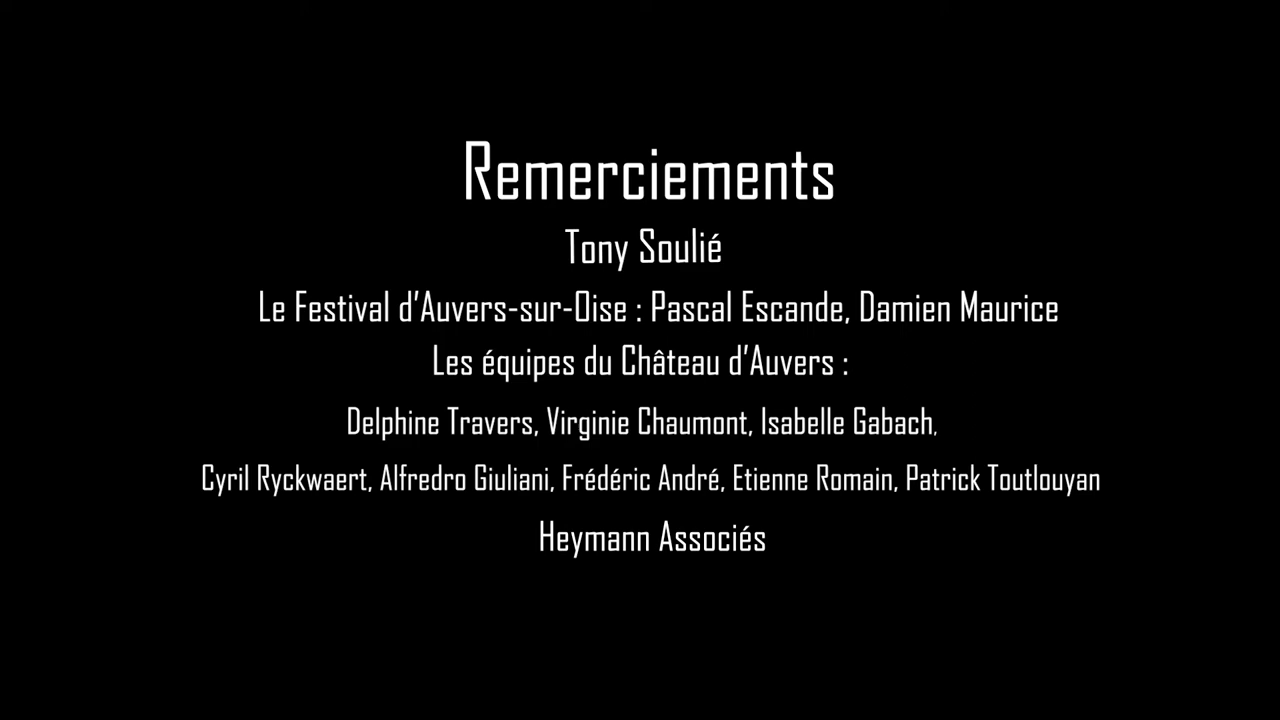 Remerciements
Tony Soulié
Le Festival d’Auvers-sur-Oise : Pascal Escande, Damien Maurice
Les équipes du Château d’Auvers :
Delphine Travers, Virginie Chaumont, Isabelle Gabach,
Cyril Ryckwaert, Alfredro Giuliani, Frédéric André, Etienne Romain, Patrick Toutlouyan
Heymann Associés